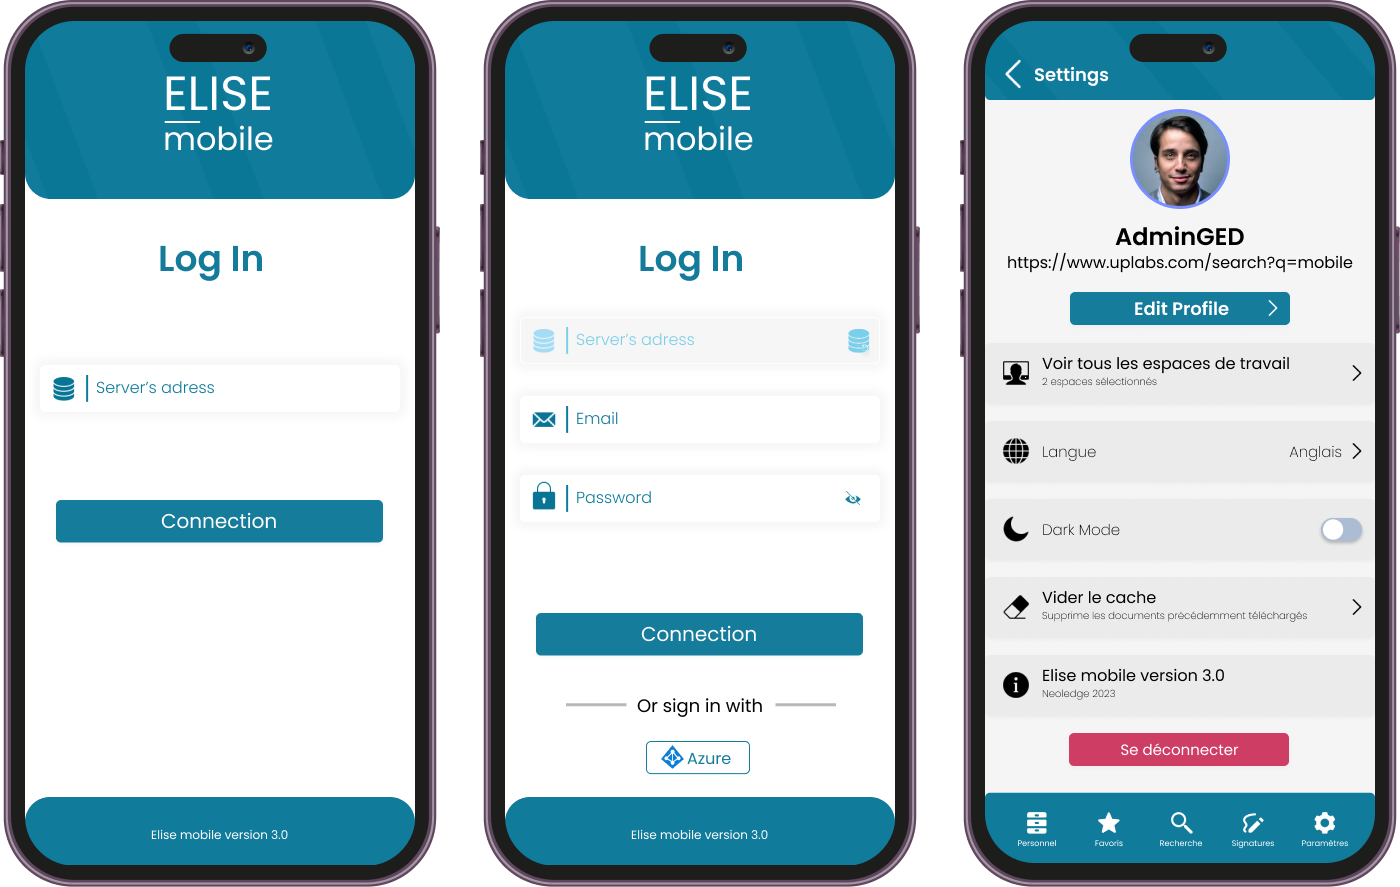 ELISE
mobile
Log In
Server's adress
Connection
Elise mobile version 3.0
ELISE
mobile
Log In
Server's adress
Email
Password
Connection
Or sign in with
Azure
Elise mobile version 3.0
Settings
AdminGED
https://www.uplabs.com/search?q=mobile
Edit Profile
Voir tous les espaces de travail
2 espaces sélectionnés
Langue Anglais
Dark Mode
Vider le cache
Supprime les documents précédemment téléchargés
Elise mobile version 3.0
Neoledge 2023
Se déconnecter
Personnel Favoris Recherche Signatures Paramètres